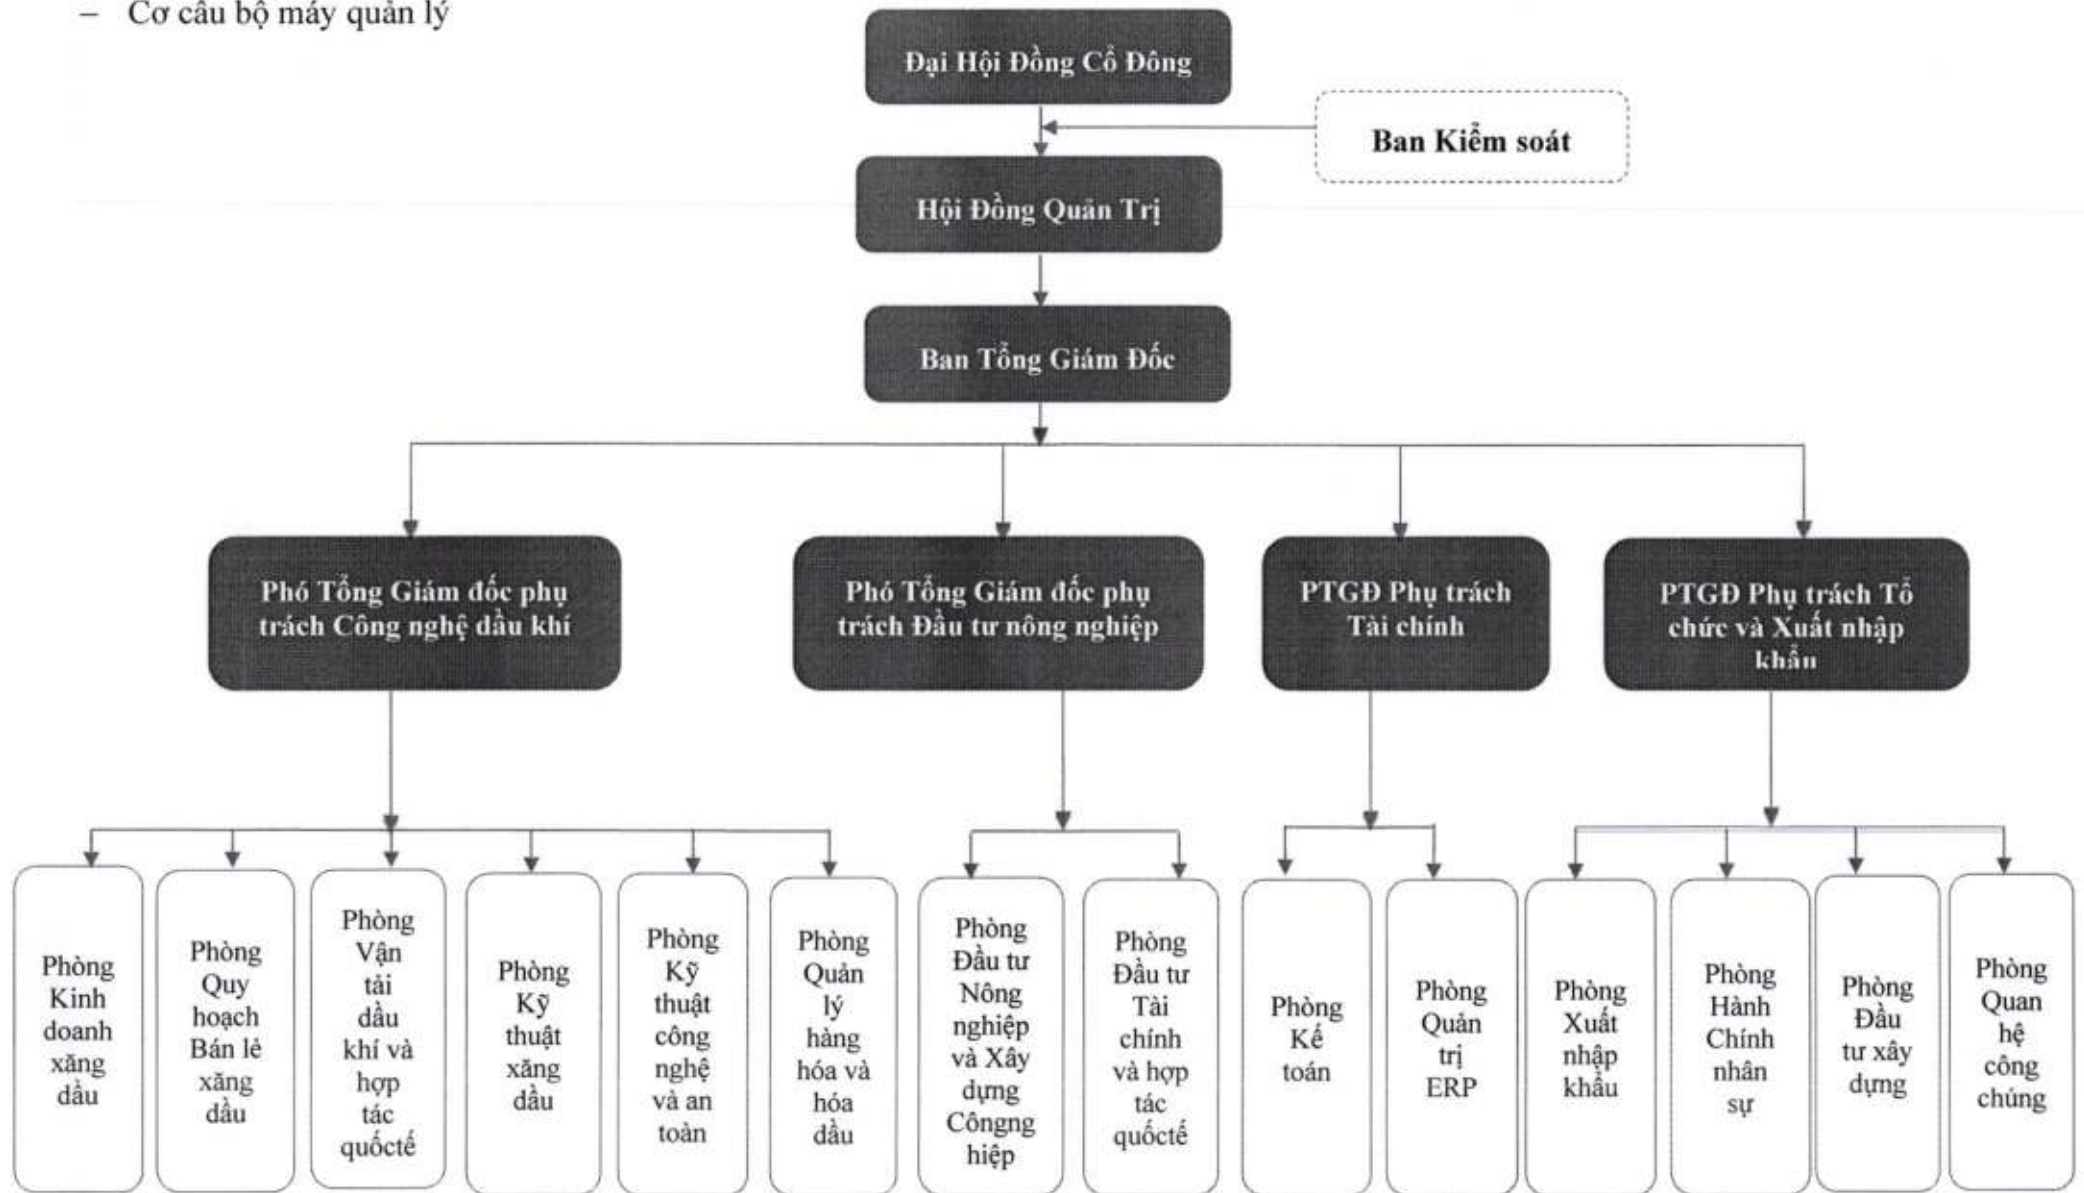 – Cơ cấu bộ máy quản lý
Đại Hội Đồng Cổ Đông
Ban Kiểm soát
Hội Đồng Quản Trị
Ban Tổng Giám Đốc
Phó Tổng Giám đốc phụ
trách Công nghệ dầu khí
Phó Tổng Giám đốc phụ
trách Đầu tư nông nghiệp
PTGĐ Phụ trách
Tài chính
PTGĐ Phụ trách Tổ
chức và Xuất nhập
khẩu
Phòng
Kinh
doanh
xăng
dầu
Phòng
Quy
hoạch
Bán lẻ
xăng
dầu
Phòng
Vận
tải
dầu
khí và
hợp
tác
quốctế
Phòng
Kỹ
thuật
xăng
dầu
Phòng
Kỹ
thuật
công
nghệ
và an
toàn
Phòng
Quản
lý
hàng
hóa và
hóa
dầu
Phòng
Đầu tư
Nông
nghiệp
và Xây
dựng
Côngng
hiệp
Phòng
Đầu tư
Tài
chính
và hợp
tác
quốctế
Phòng
Kế
toán
Phòng
Quản
trị
ERP
Phòng
Xuất
nhập
khẩu
Phòng
Hành
Chính
nhân
sự
Phòng
Đầu
tư xây
dựng
Phòng
Quan
hệ
công
chúng